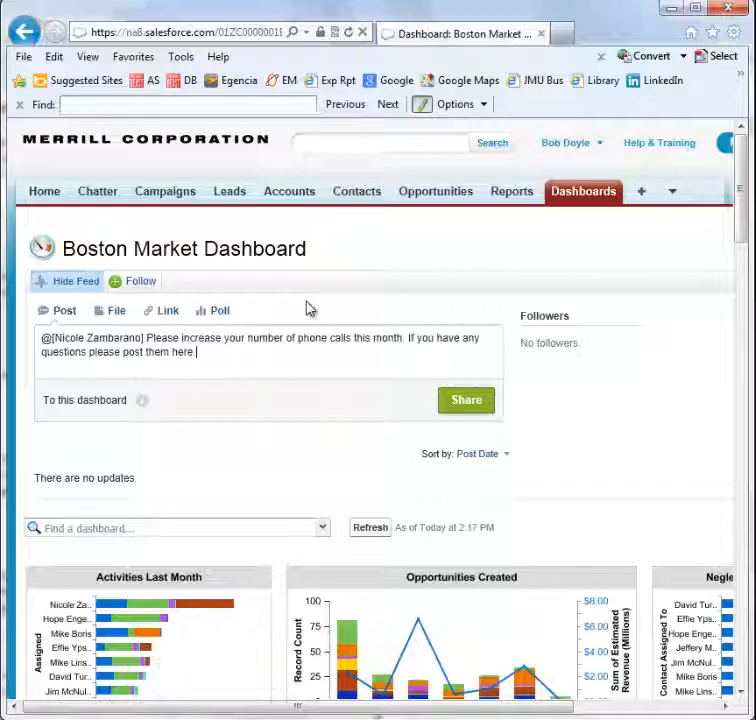 https://na8.salesforce.com/01ZC0000001I
Dashboard: Boston Market ...
File Edit View Favorites Tools Help
Convert Select
Suggested Sites AS DB Egencia EM Exp Rpt Google Google Maps JMU Bus Library LinkedIn
Find: Previous Next Options
MERRILL CORPORATION
Search Bob Doyle Help & Training
Home Chatter Campaigns Leads Accounts Contacts Opportunities Reports Dashboards +
Boston Market Dashboard
Hide Feed Follow
Post File Link Poll
@[Nicole Zambarano] Please increase your number of phone calls this month. If you have any
questions please post them here.
Followers
No followers.
To this dashboard
Share
Sort by: Post Date
There are no updates.
Find a dashboard...
Refresh As of Today at 2:17 PM
Activities Last Month
Assigned
Nicole Za..
Hope Enge..
Mike Boris
Effie Yps..
Mike Lins..
David Tur..
Jim McNul..
Opportunities Created
Record Count
100
75
50
25
$8.00
$6.00
$4.00
$2.00
Sum of Estimated
Revenue (Millions)
Negle
Contact Assigned To
David Tur..
Effie Yps..
Hope Enge..
Jeffery M..
Jim McNul..
Mike Boris
Mike Lins..